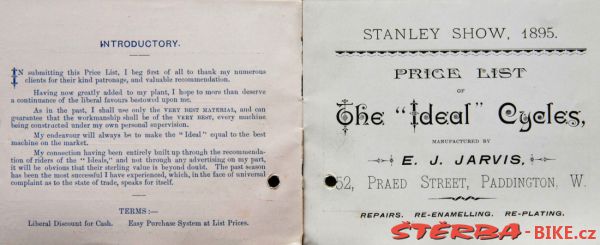 INTRODUCTORY.
IN submitting this Price List, I beg first of all to thank my numerous
clients for their kind patronage, and valuable recommendation.
Having now greatly added to my plant, I hope to more than deserve
a continuance of the liberal favours bestowed upon me.
As in the past, I shall use only the VERY BEST MATERIAL, and can
guarantee that the workmanship shall be of the VERY BEST, every machine
being constructed under my own personal supervision.
My endeavour will always be to make the "Ideal" equal to the best
machine on the market.
My connection having been entirely built up through the recommenda-
tion of riders of the "Ideals," and not through any advertising on my part,
it will be obvious that their sterling value is beyond doubt. The past season
has been the most successful I have experienced, which, in the face of universal
complaint as to the state of trade, speaks for itself.
TERMS :—
Liberal Discount for Cash. Easy Purchase System at List Prices.
STANLEY SHOW, 1895.
PRICE LIST
OF
The "Ideal" Cycles,
MANUFACTURED BY
E. J. JARVIS,
52, PRAED STREET, PADDINGTON, W.
REPAIRS. RE-ENAMELLING. RE-PLATING.
ŠTĚRBA-BIKE.cz